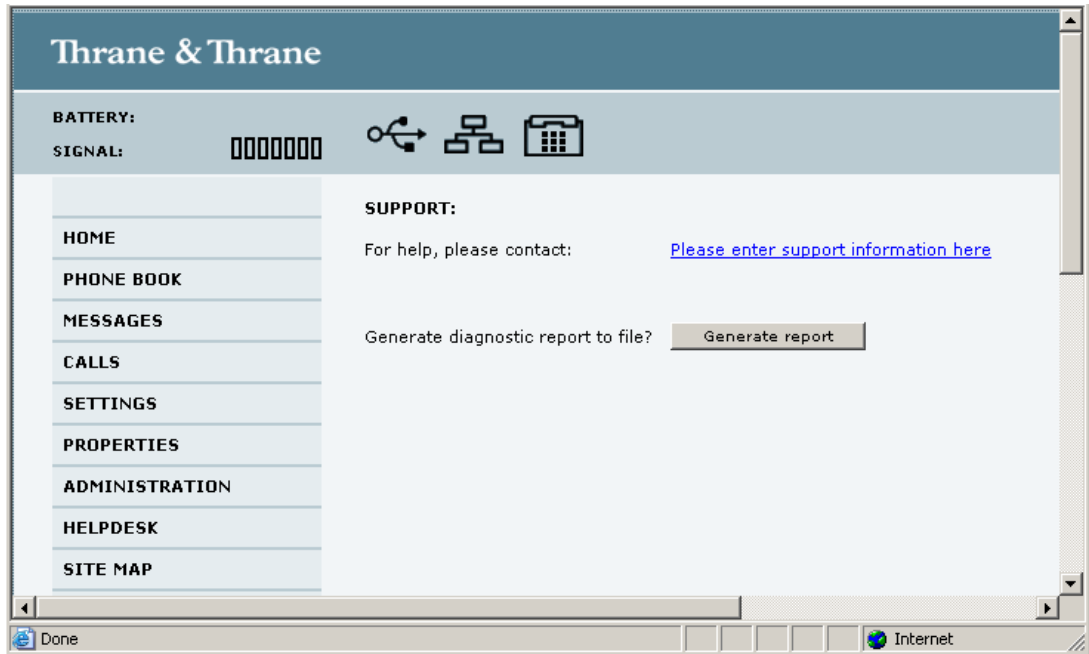 Thrane & Thrane
BATTERY:
SIGNAL:
HOME
PHONE BOOK
MESSAGES
CALLS
SETTINGS
PROPERTIES
ADMINISTRATION
HELPDESK
SITE MAP
SUPPORT:
For help, please contact: Please enter support information here
Generate diagnostic report to file? Generate report
Done Internet